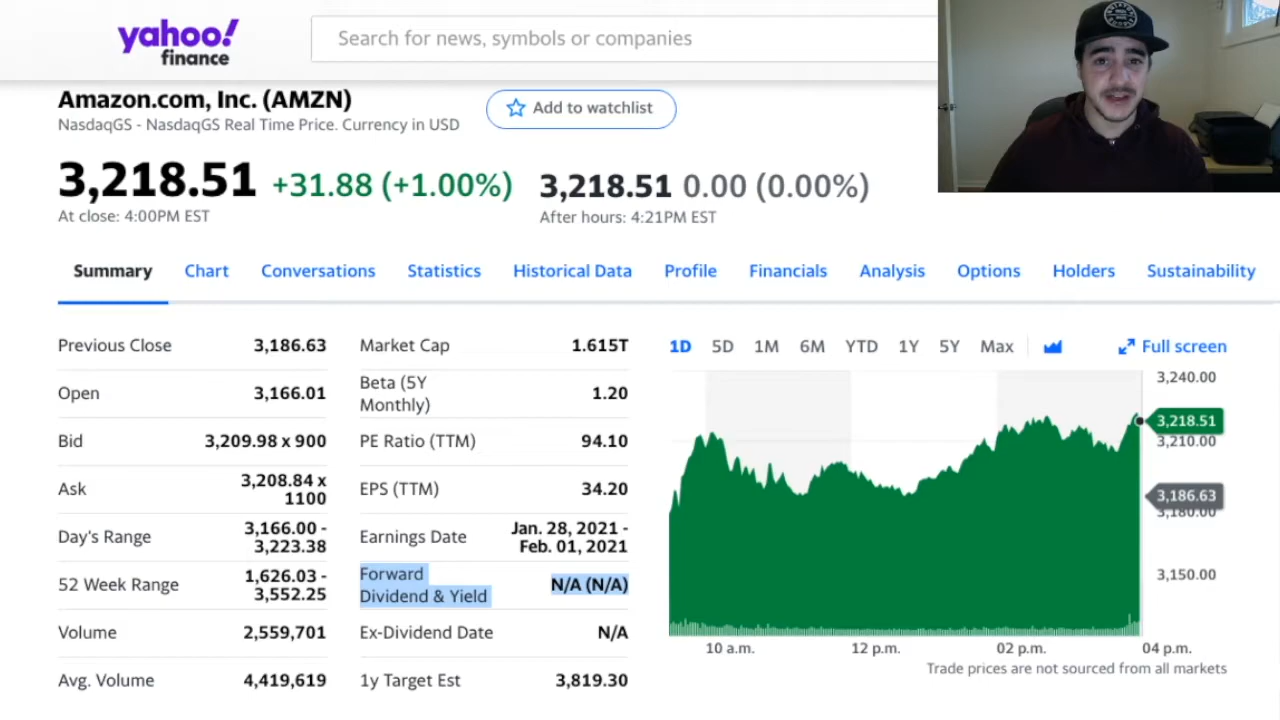 yahoo!
finance
Search for news, symbols or companies
Amazon.com, Inc. (AMZN)
NasdaqGS - NasdaqGS Real Time Price. Currency in USD
Add to watchlist
3,218.51 +31.88 (+1.00%)
At close: 4:00PM EST
3,218.51 0.00 (0.00%)
After hours: 4:21PM EST
Summary Chart Conversations Statistics Historical Data Profile Financials Analysis Options Holders Sustainability
Previous Close 3,186.63
Open 3,166.01
Bid 3,209.98 x 900
Ask 3,208.84 x
1100
Day's Range 3,166.00 -
3,223.38
52 Week Range 1,626.03 -
3,552.25
Volume 2,559,701
Avg. Volume 4,419,619
Market Cap 1.615T
Beta (5Y
Monthly) 1.20
PE Ratio (TTM) 94.10
EPS (TTM) 34.20
Earnings Date Jan. 28, 2021 -
Feb. 01, 2021
Forward
Dividend & Yield N/A (N/A)
Ex-Dividend Date N/A
1y Target Est 3,819.30
1D 5D 1M 6M YTD 1Y 5Y Max Full screen
3,240.00
3,218.51
3,210.00
3,186.63
3,180.00
3,150.00
10 a.m. 12 p.m. 02 p.m. 04 p.m.
Trade prices are not sourced from all markets